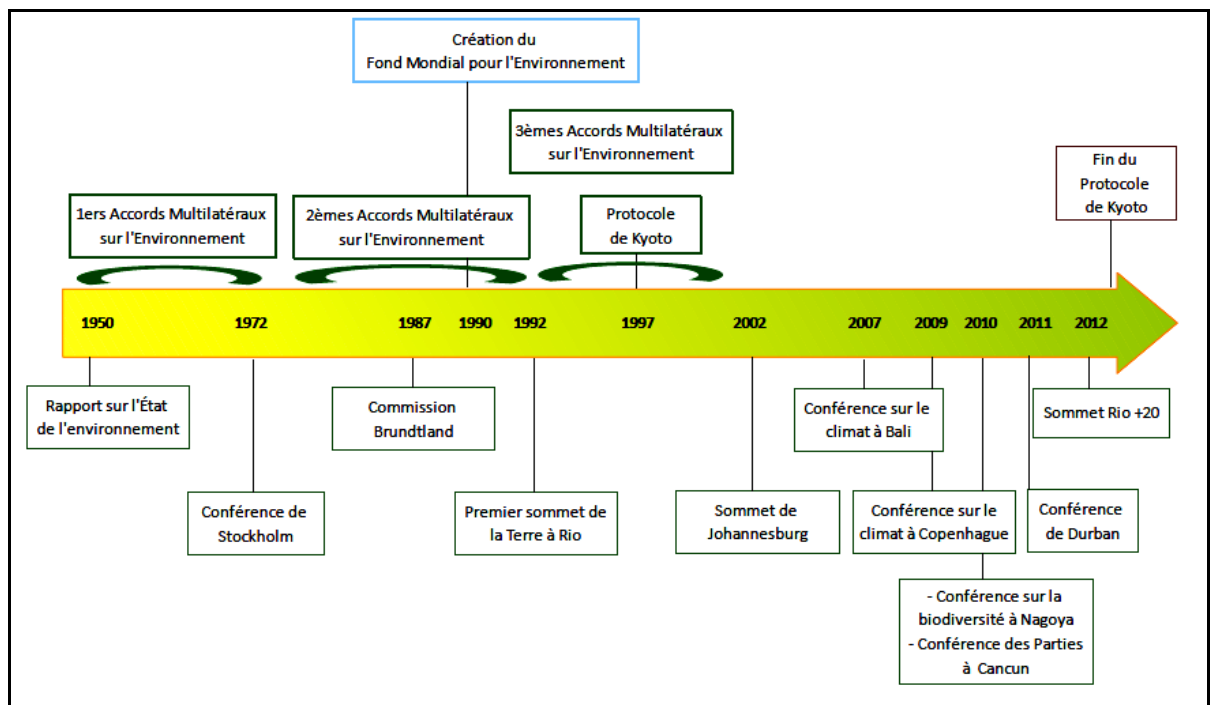 Création du
Fond Mondial pour l'Environnement
3èmes Accords Multilatéraux
sur l'Environnement
Fin du
Protocole
de Kyoto
1ers Accords Multilatéraux
sur l'Environnement
2èmes Accords Multilatéraux
sur l'Environnement
Protocole
de Kyoto
1950
1972
1987
1990
1992
1997
2002
2007
2009
2010
2011
2012
Rapport sur l'État
de l'environnement
Commission
Brundtland
Conférence sur le
climat à Bali
Sommet Rio +20
Conférence de
Stockholm
Premier sommet de
la Terre à Rio
Sommet de
Johannesburg
Conférence sur le
climat à Copenhague
Conférence
de Durban
- Conférence sur la
biodiversité à Nagoya
- Conférence des Parties
à Cancun